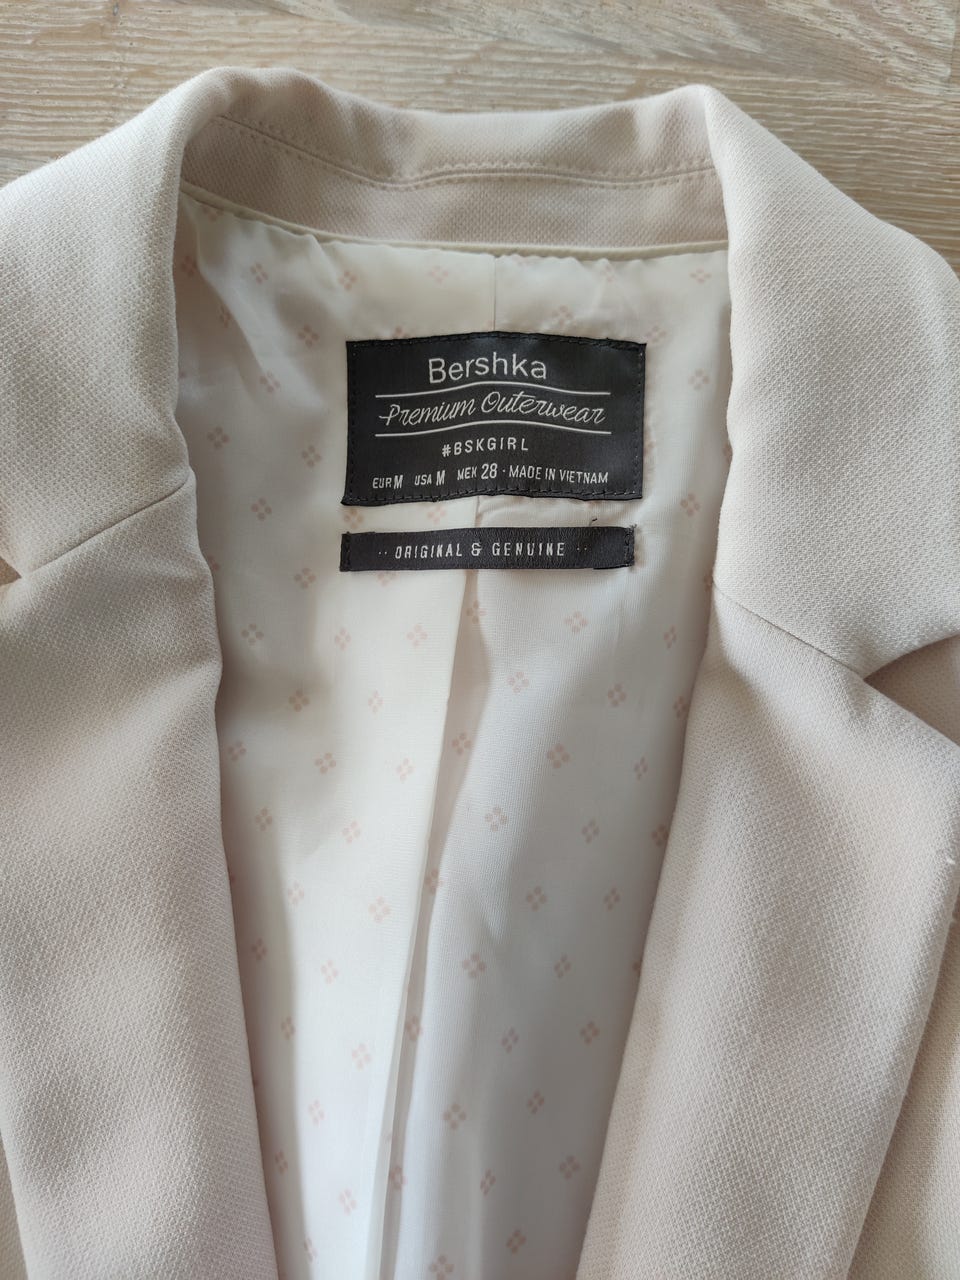 Bershka
Premium Outerwear
#BSKGIRL
EUR M USA M MEX 28 · MADE IN VIETNAM
·· ORIGINAL & GENUINE ··